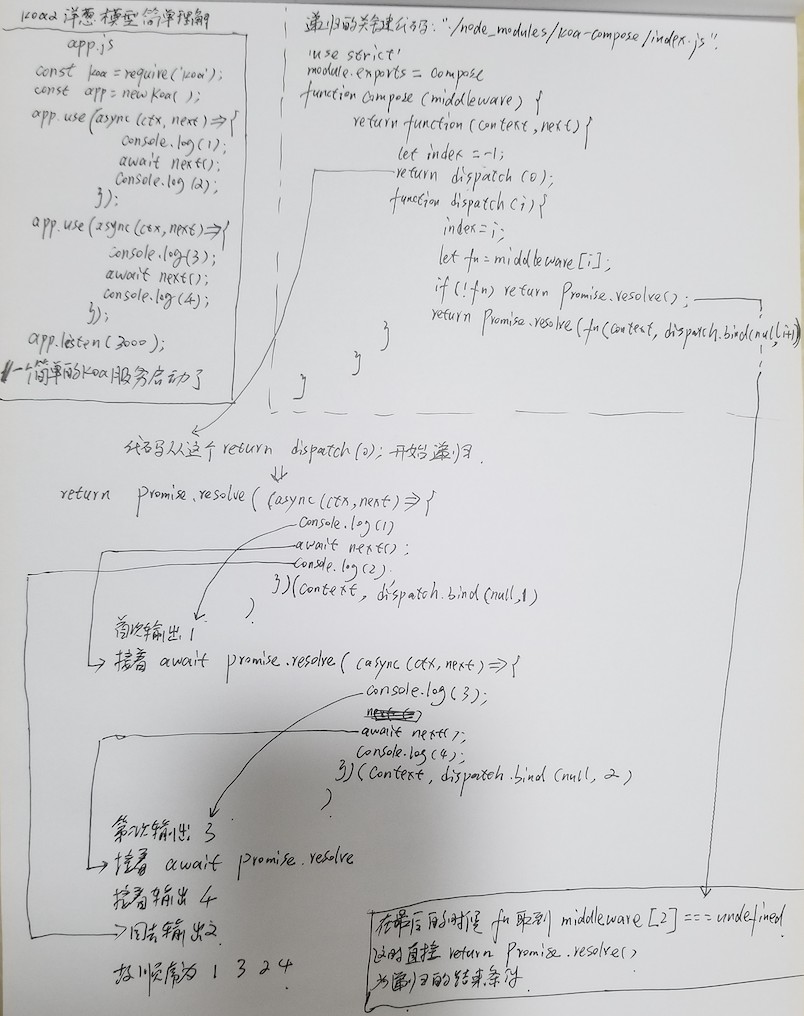 koa2 洋葱模型简单理解
app.js
const koa = require('koa');
const app = new koa( );
app.use(async(ctx, next) => {
console.log(1);
await next();
console.log(2);
});
app.use(async(ctx, next) => {
console.log(3);
await next();
console.log(4);
});
app.listen(3000);
一个简单的koa服务启动了
递归的关键代码: "./node_modules/koa-compose/index.js".
'use strict'
module.exports = compose
function compose (middleware) {
return function (context, next) {
let index = -1;
return dispatch (0);
function dispatch (i) {
index = i;
let fn = middleware [i];
if (!fn) return Promise.resolve();
return Promise.resolve(fn(context, dispatch.bind(null, i+1))
}
}
}
代码从这个 return dispatch(0); 开始递归.
return promise.resolve( (async(ctx, next) => {
console.log(1)
await next();
console.log(2)
})(context, dispatch.bind(null, 1)
)
首次输出 1
接着 await promise.resolve( (async(ctx, next) => {
console.log(3);
await next();
console.log(4);
})(context, dispatch.bind(null, 2)
)
第二次输出 3
接着 await promise.resolve
接着输出 4
回去输出2
故顺序为 1 3 2 4
在最后的时候 fn 取到 middleware [2] === undefined
这时直接 return Promise.resolve()
为递归的结束条件